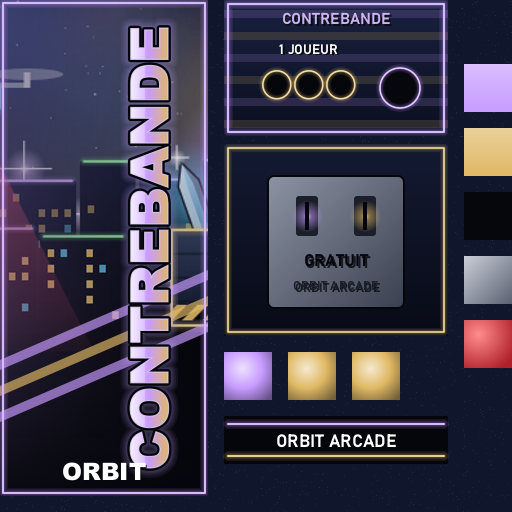 CONTREBANDE
ORBIT
CONTREBANDE
1 JOUEUR
GRATUIT
ORBIT ARCADE
ORBIT ARCADE